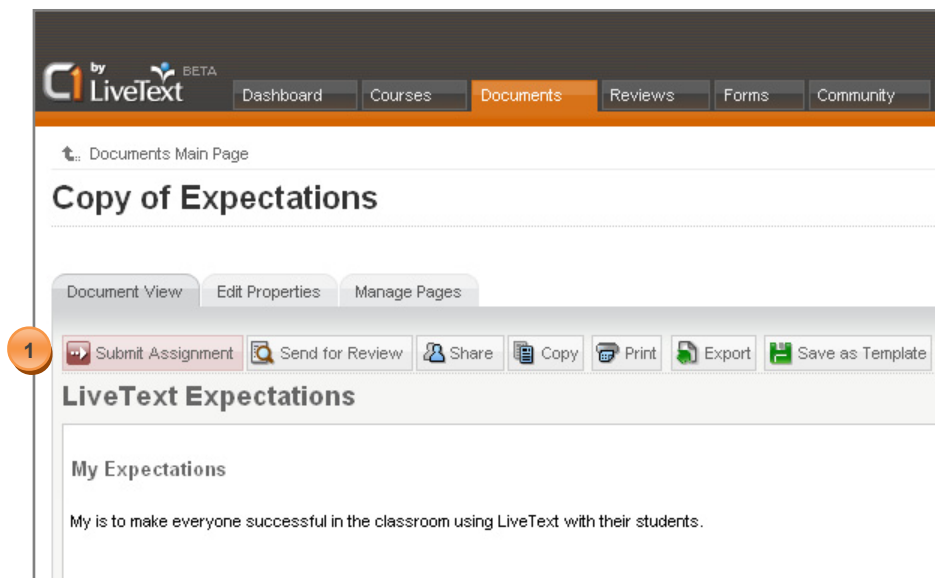 C1 by LiveText BETA
Dashboard Courses Documents Reviews Forms Community
Documents Main Page
Copy of Expectations
Document View Edit Properties Manage Pages
1 Submit Assignment Send for Review Share Copy Print Export Save as Template
LiveText Expectations
My Expectations
My is to make everyone successful in the classroom using LiveText with their students.